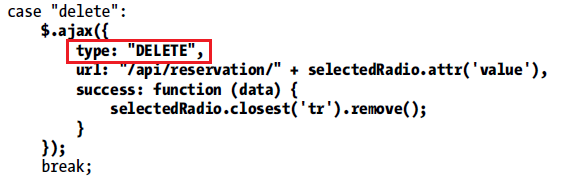 case "delete":
$.ajax({
type: "DELETE",
url: "/api/reservation/" + selectedRadio.attr('value'),
success: function (data) {
selectedRadio.closest('tr').remove();
}
});
break;